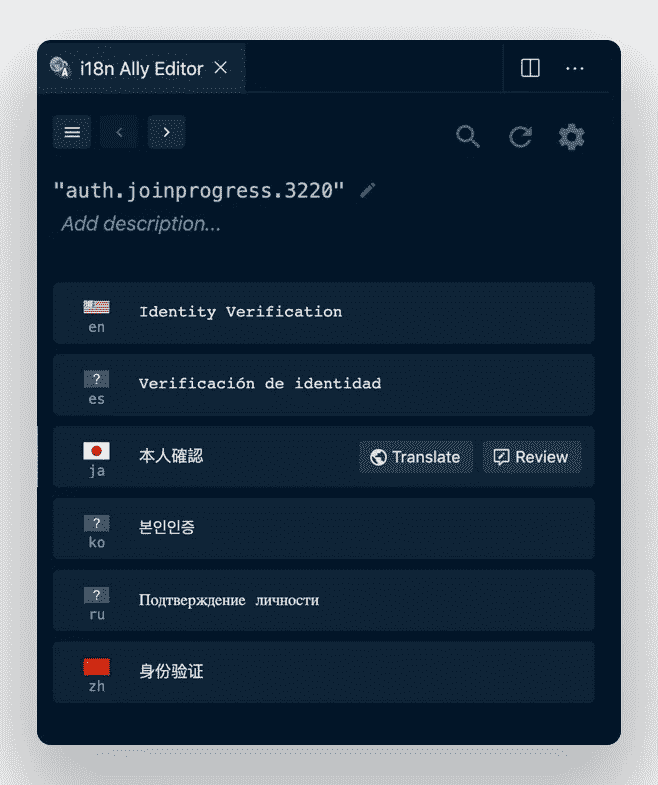 i18n Ally Editor
"auth.joinprogress.3220"
Add description...
Identity Verification
en
?
Verificación de identidad
es
本人確認
Translate
Review
ja
?
본인인증
ko
?
Подтверждение личности
ru
身份验证
zh